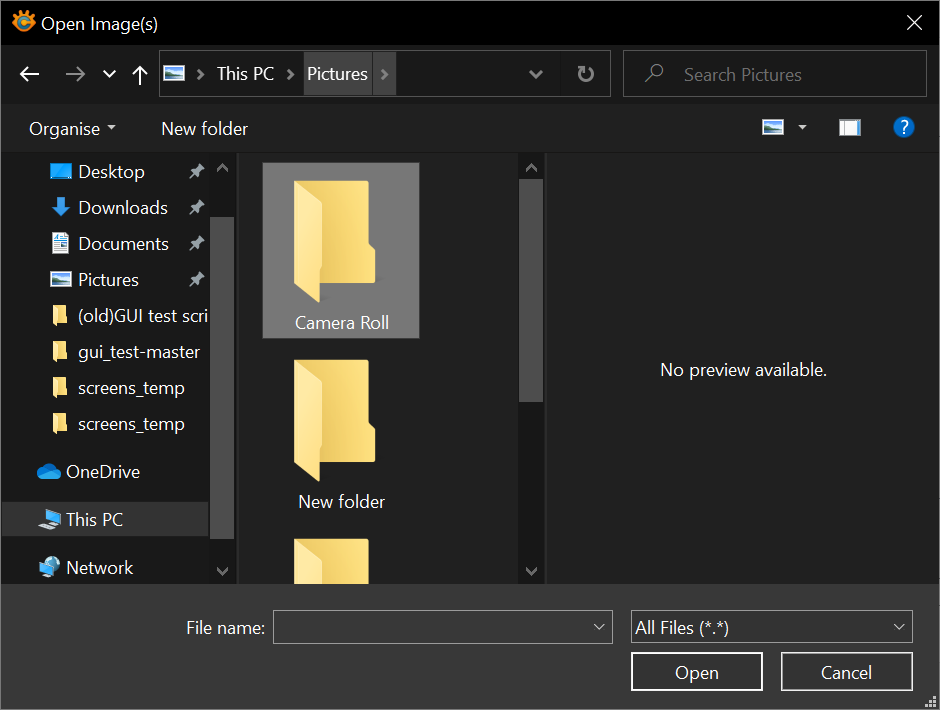 Open Image(s)
This PC
Pictures
Search Pictures
Organise
New folder
?
Desktop
Downloads
Documents
Pictures
(old)GUI test scri
gui_test-master
screens_temp
screens_temp
OneDrive
This PC
Network
Camera Roll
New folder
No preview available.
File name:
All Files (*.*)
Open
Cancel